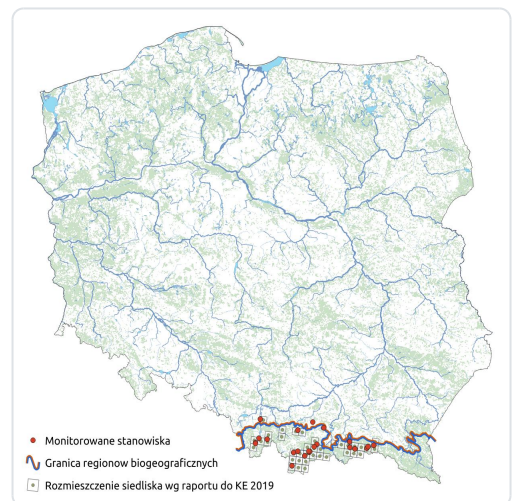 Monitorowane stanowiska
Granica regionow biogeograficznych
Rozmieszczenie siedliska wg raportu do KE 2019